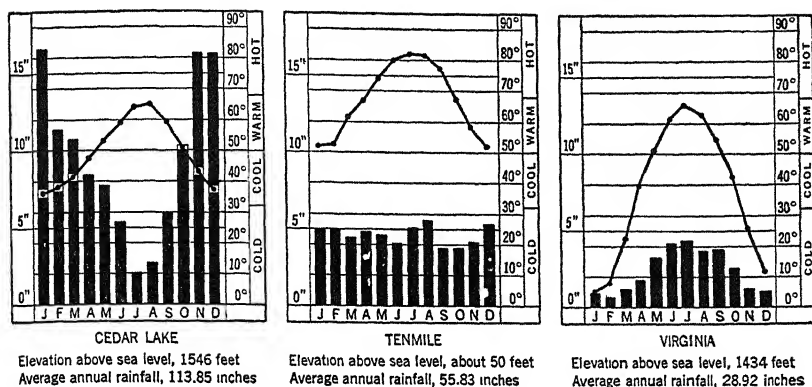 15"
10"
5"
0"
90°
80°
70°
60°
50°
40°
30°
20°
10°
0°
HOT
WARM
COOL
COLD
J F M A M J J A S O N D
CEDAR LAKE
Elevation above sea level, 1546 feet
Average annual rainfall, 113.85 inches
15"
10"
5"
0"
90°
80°
70°
60°
50°
40°
30°
20°
10°
0°
HOT
WARM
COOL
COLD
J F M A M J J A S O N D
TENMILE
Elevation above sea level, about 50 feet
Average annual rainfall, 55.83 inches
15"
10"
5"
0"
90°
80°
70°
60°
50°
40°
30°
20°
10°
0°
HOT
WARM
COOL
COLD
J F M A M J J A S O N D
VIRGINIA
Elevation above sea level, 1434 feet
Average annual rainfall, 28.92 inches